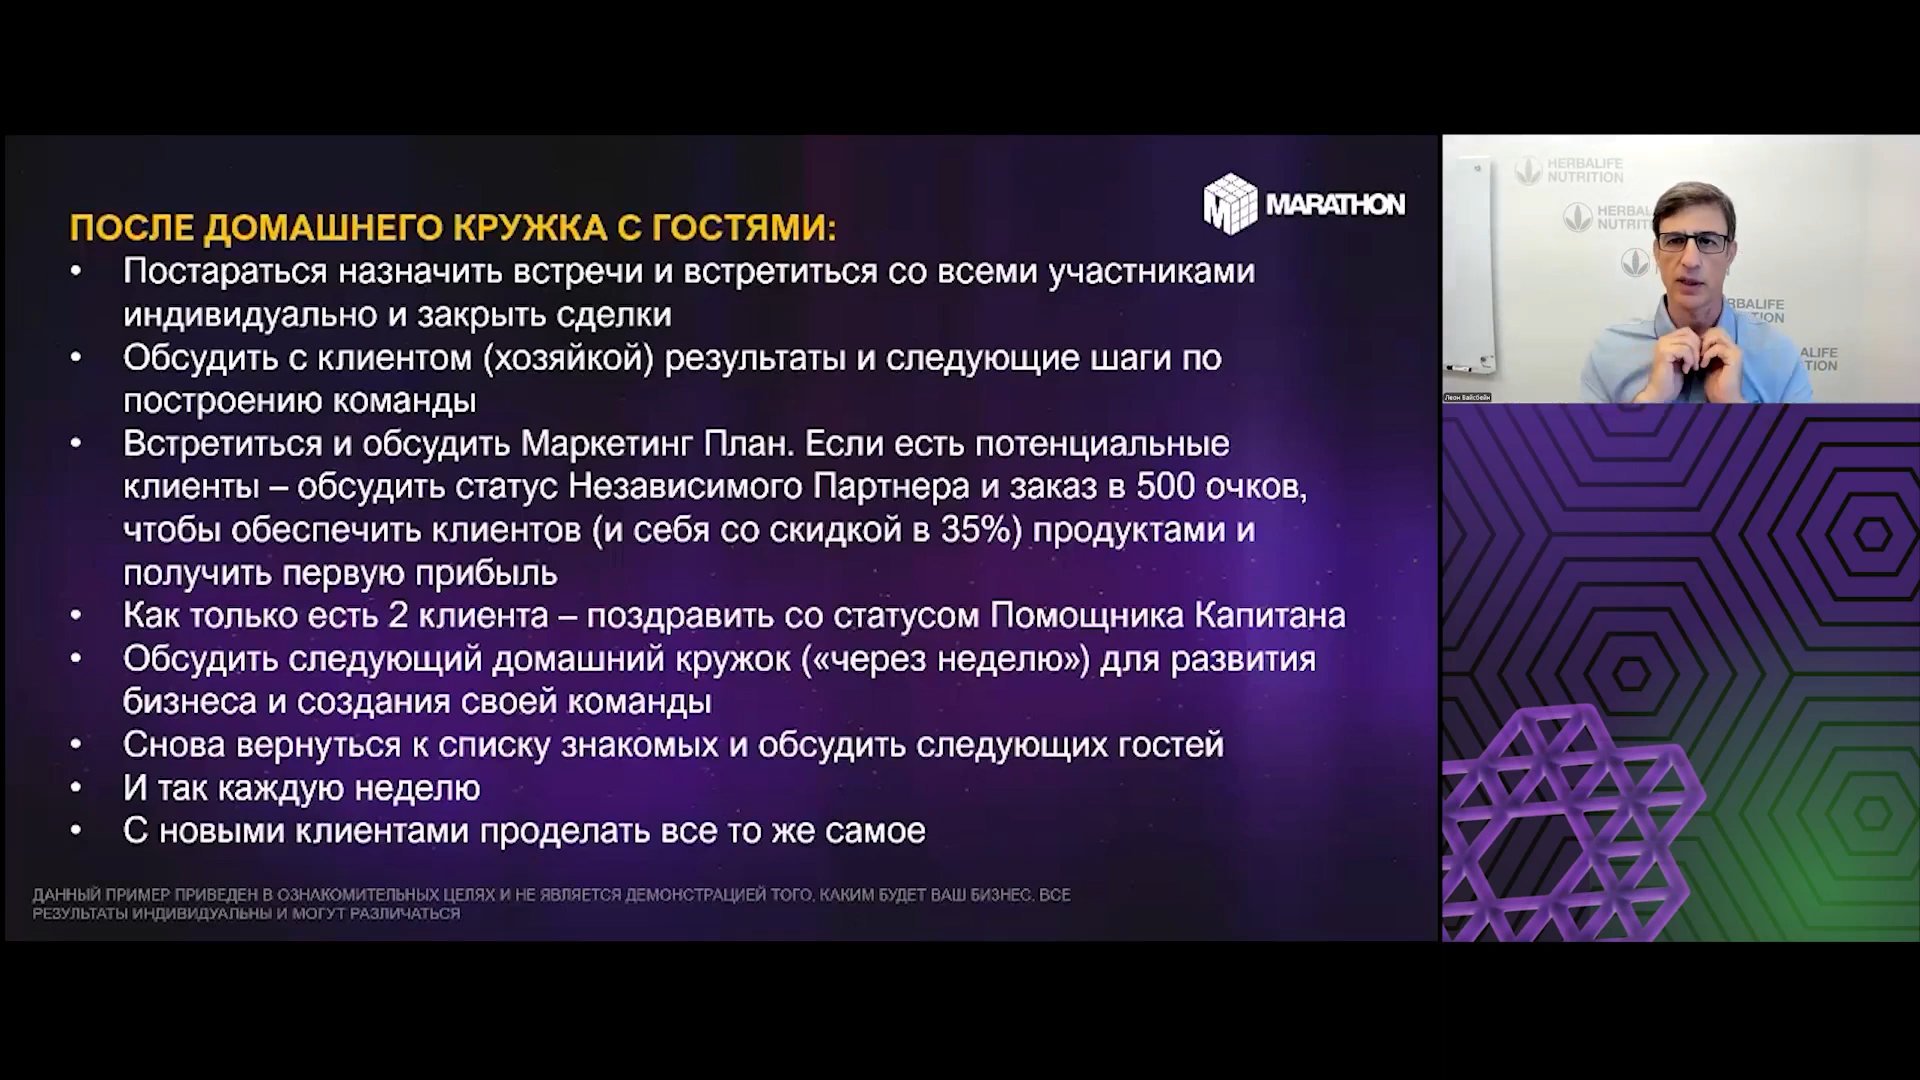 MARATHON
ПОСЛЕ ДОМАШНЕГО КРУЖКА С ГОСТЯМИ:
• Постараться назначить встречи и встретиться со всеми участниками
индивидуально и закрыть сделки
• Обсудить с клиентом (хозяйкой) результаты и следующие шаги по
построению команды
• Встретиться и обсудить Маркетинг План. Если есть потенциальные
клиенты – обсудить статус Независимого Партнера и заказ в 500 очков,
чтобы обеспечить клиентов (и себя со скидкой в 35%) продуктами и
получить первую прибыль
• Как только есть 2 клиента – поздравить со статусом Помощника Капитана
• Обсудить следующий домашний кружок («через неделю») для развития
бизнеса и создания своей команды
• Снова вернуться к списку знакомых и обсудить следующих гостей
• И так каждую неделю
• С новыми клиентами проделать все то же самое
ДАННЫЙ ПРИМЕР ПРИВЕДЕН В ОЗНАКОМИТЕЛЬНЫХ ЦЕЛЯХ И НЕ ЯВЛЯЕТСЯ ДЕМОНСТРАЦИЕЙ ТОГО, КАКИМ БУДЕТ ВАШ БИЗНЕС. ВСЕ
РЕЗУЛЬТАТЫ ИНДИВИДУАЛЬНЫ И МОГУТ РАЗЛИЧАТЬСЯ
HERBALIFE
NUTRITION
Леон Вайсбейн